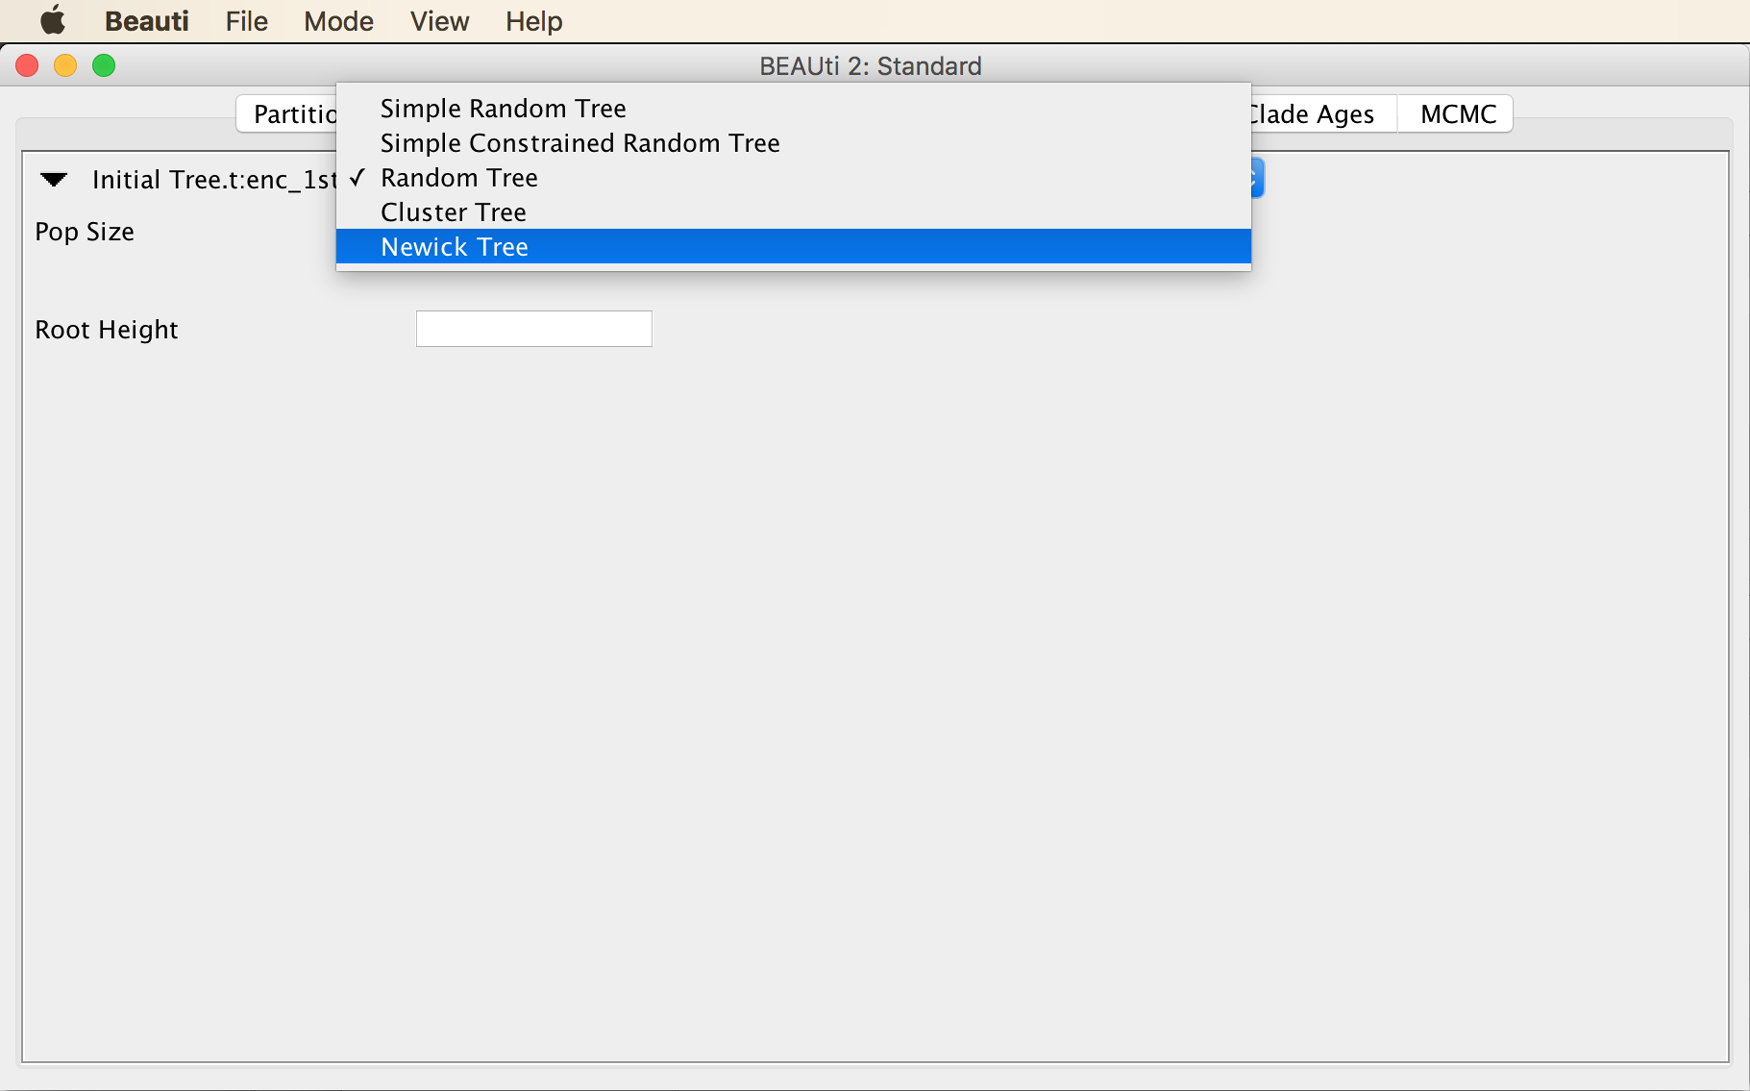 Beauti File Mode View Help
BEAUti 2: Standard
Simple Random Tree
Clade Ages MCMC
Simple Constrained Random Tree
Initial Tree.t:enc_1st
✓ Random Tree
Cluster Tree
Pop Size
Newick Tree
Root Height